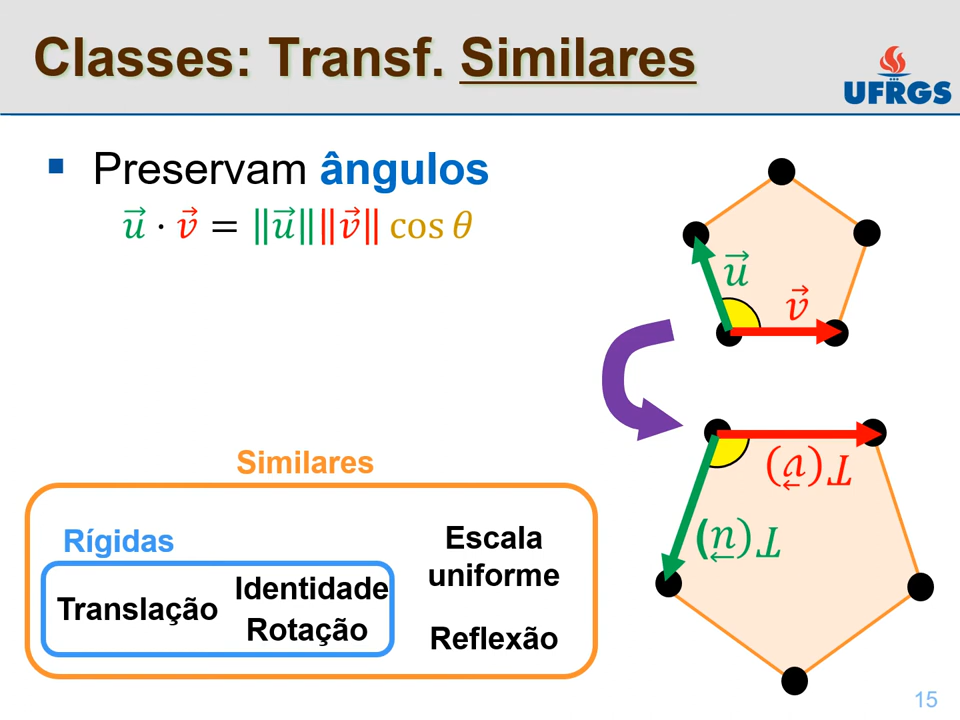 Classes: Transf. Similares
UFRGS
Preservam ângulos
u⃗ · v⃗ = ‖u⃗‖‖v⃗‖ cos θ
u⃗
v⃗
T(v⃗)
T(u⃗)
Similares
Rígidas
Translação
Identidade
Rotação
Escala
uniforme
Reflexão
15